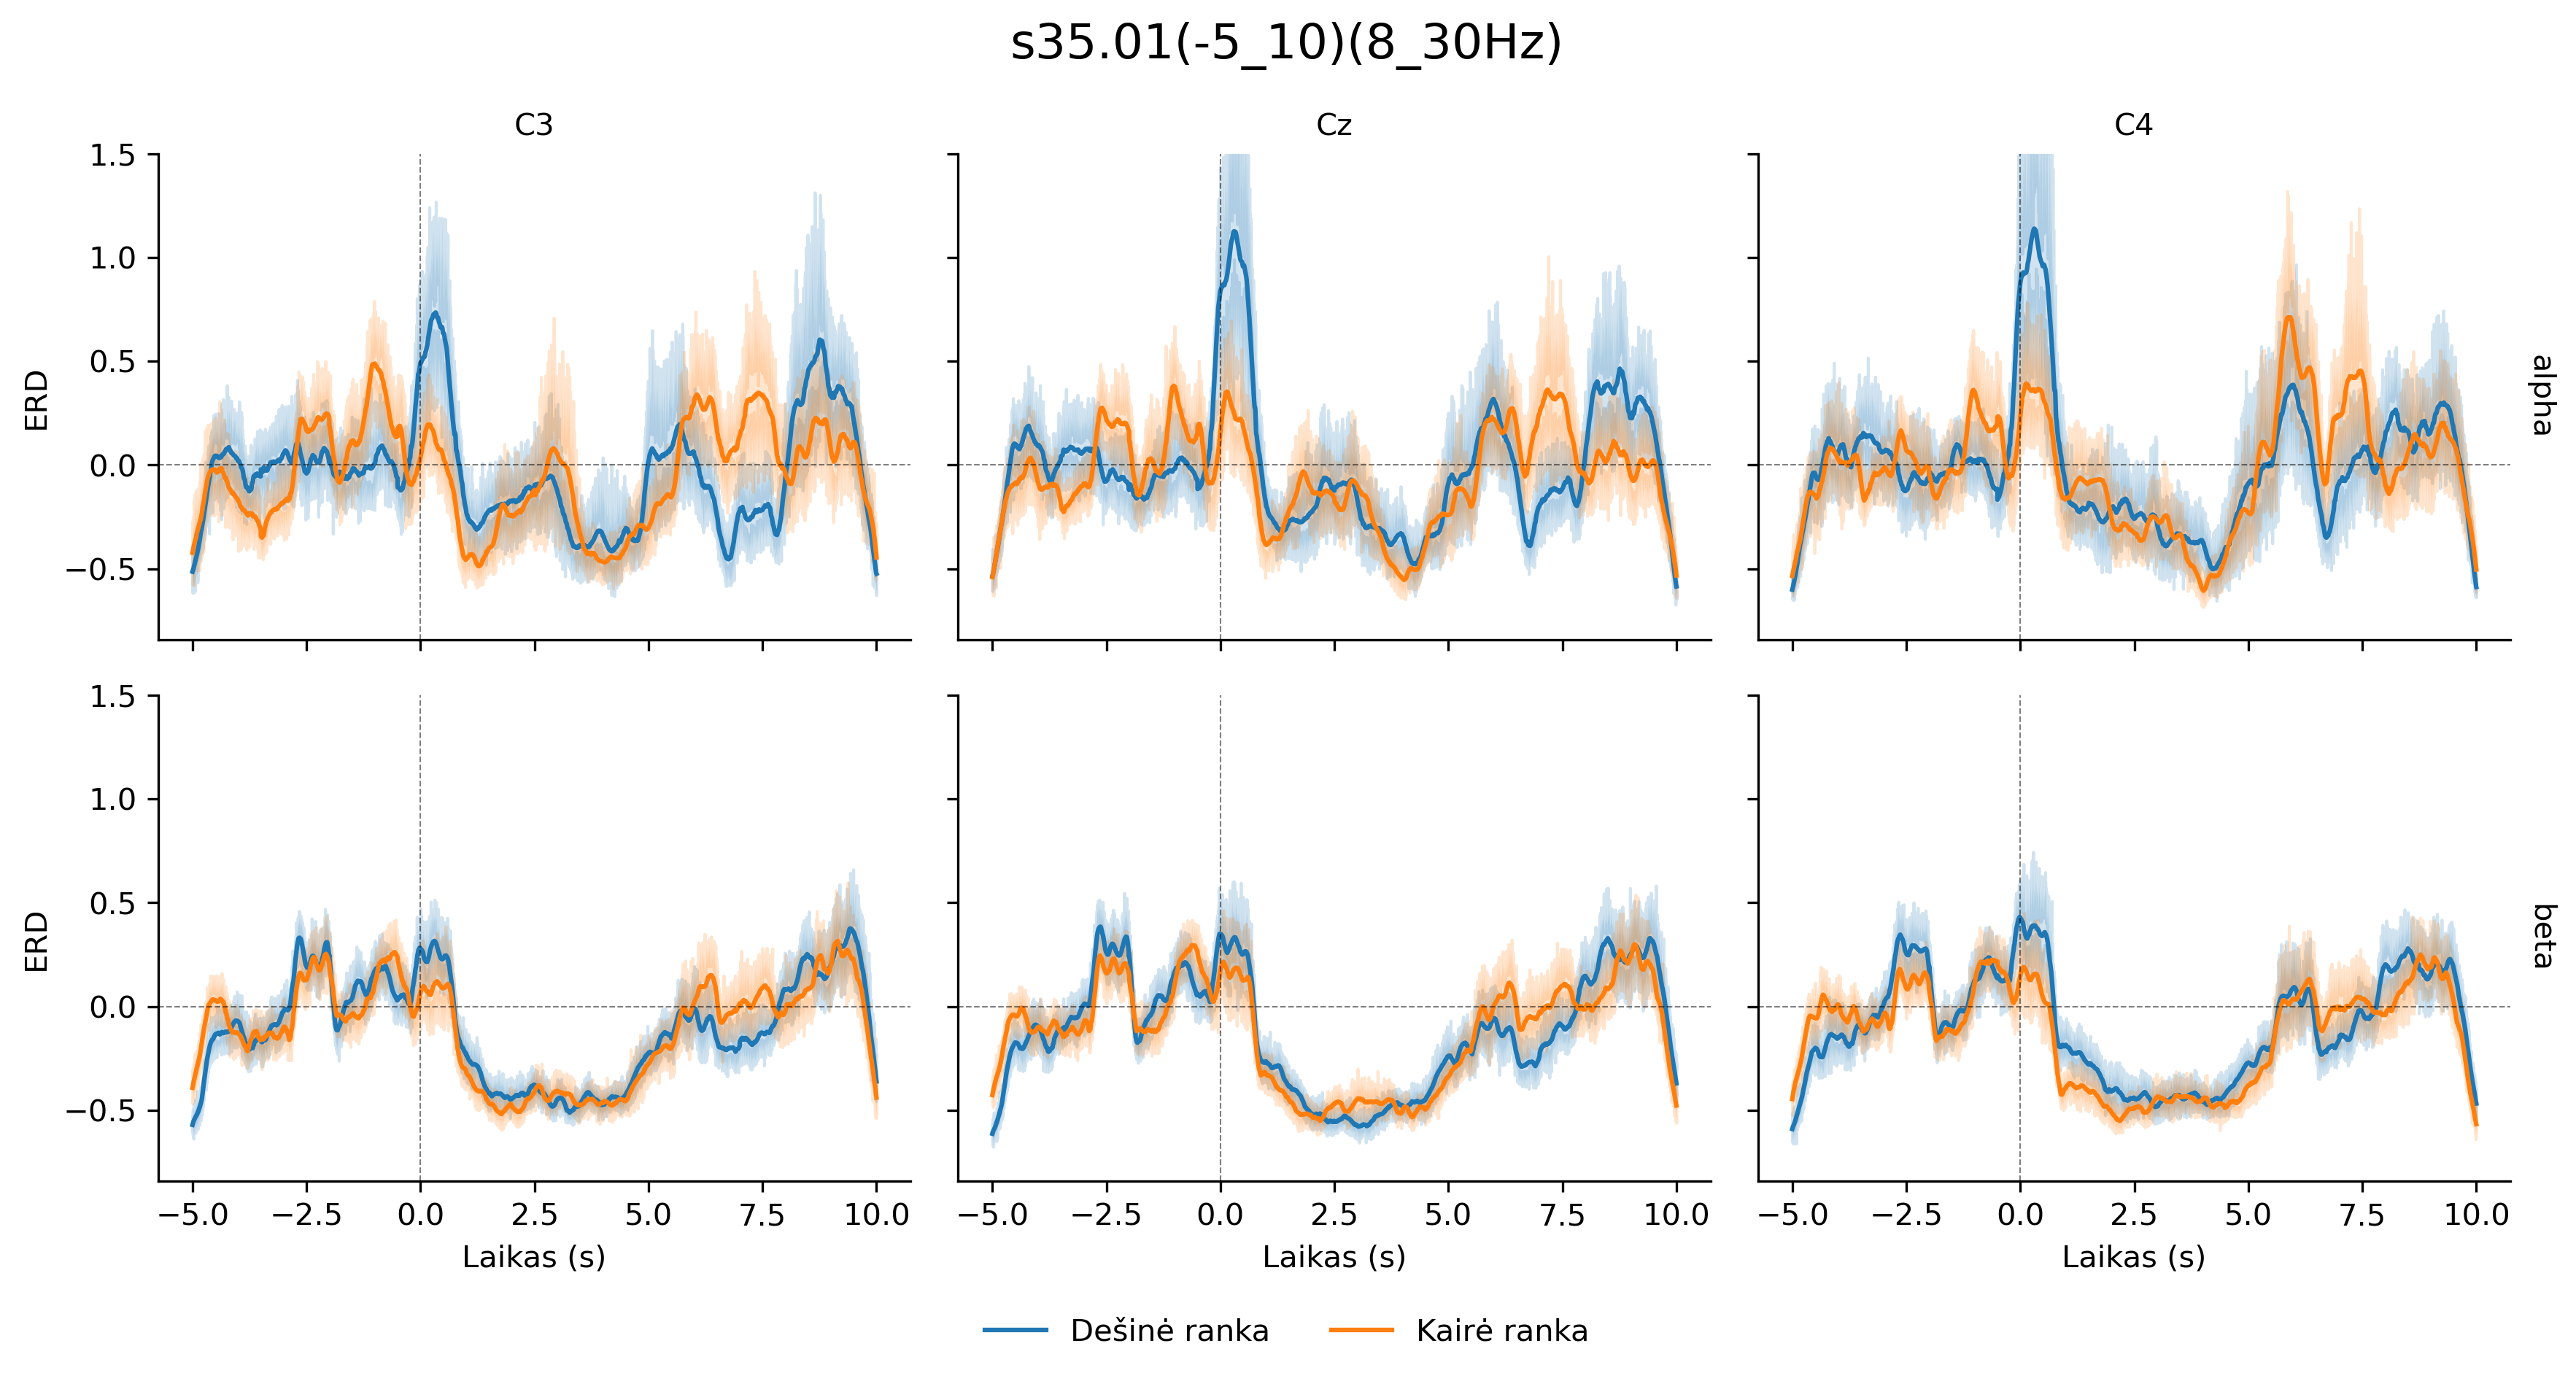 s35.01(-5_10)(8_30Hz)
C3 Cz C4
1.5
1.0
0.5
0.0
−0.5
ERD
alpha
1.5
1.0
0.5
0.0
−0.5
ERD
beta
−5.0 −2.5 0.0 2.5 5.0 7.5 10.0 −5.0 −2.5 0.0 2.5 5.0 7.5 10.0 −5.0 −2.5 0.0 2.5 5.0 7.5 10.0
Laikas (s) Laikas (s) Laikas (s)
Dešinė ranka Kairė ranka